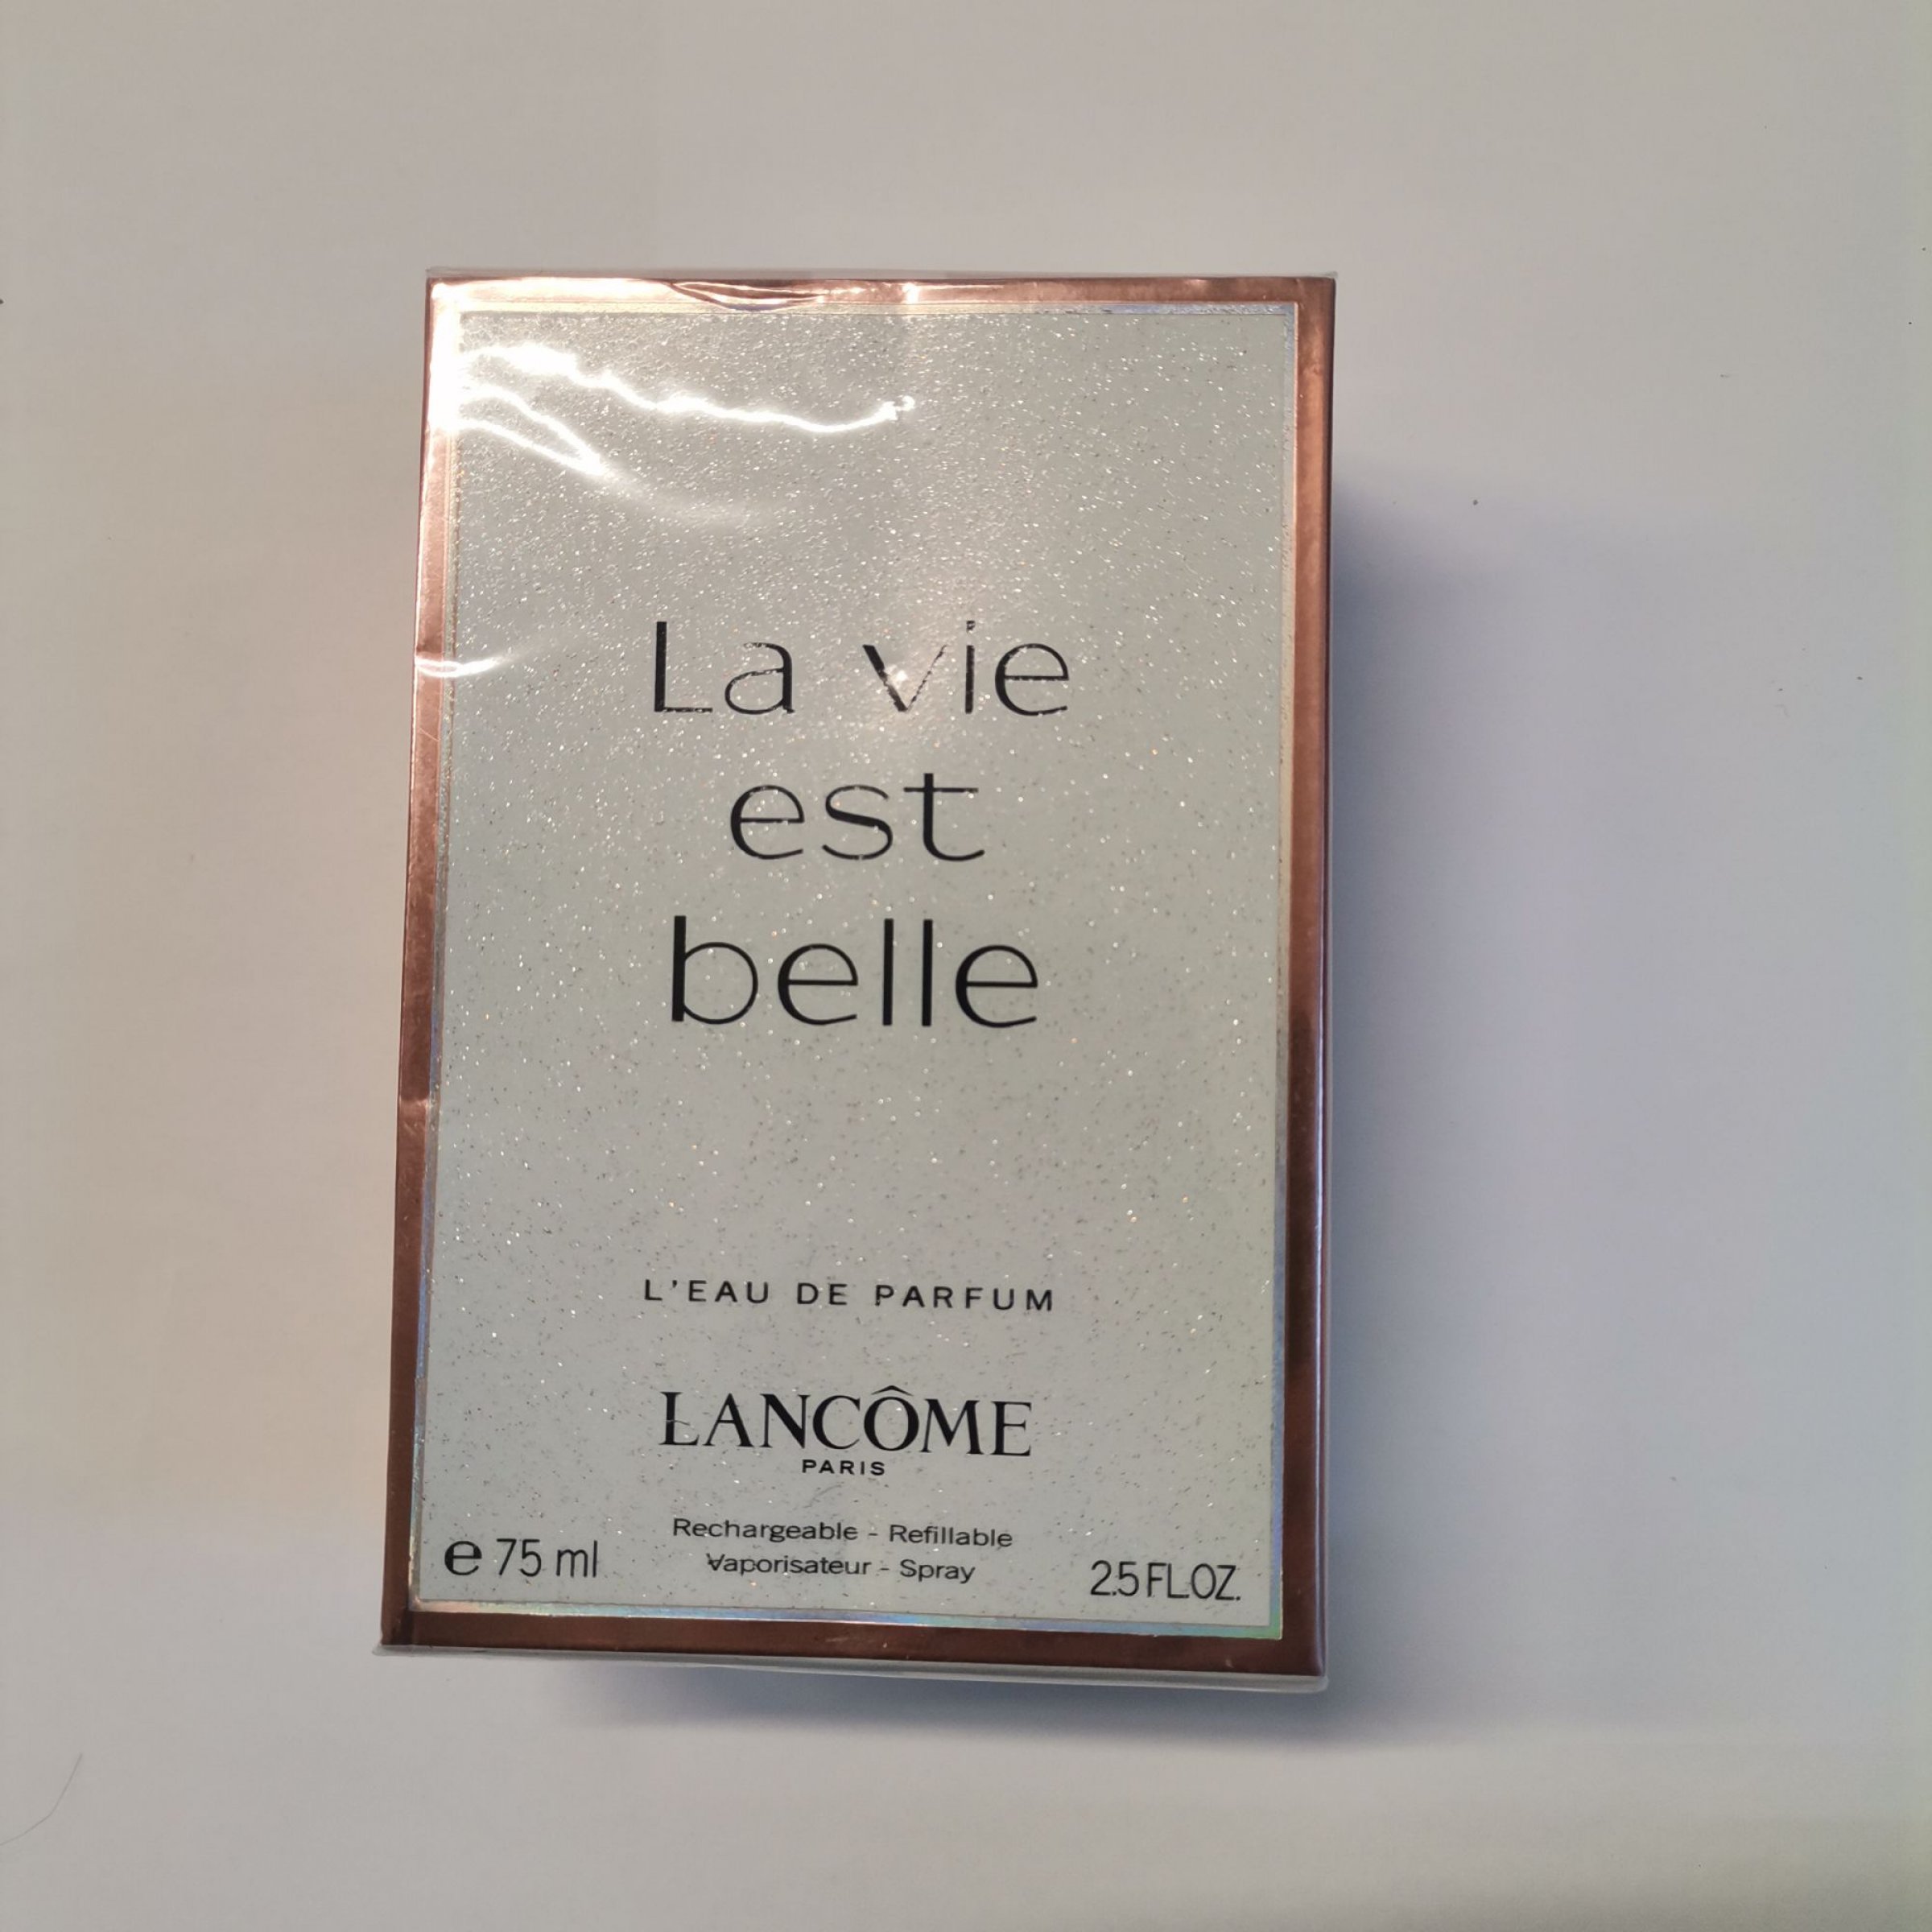 La vie
est
belle
L'EAU DE PARFUM
LANCÔME
PARIS
Rechargeable - Refillable
Vaporisateur - Spray
e 75 ml
2.5 FL.OZ.